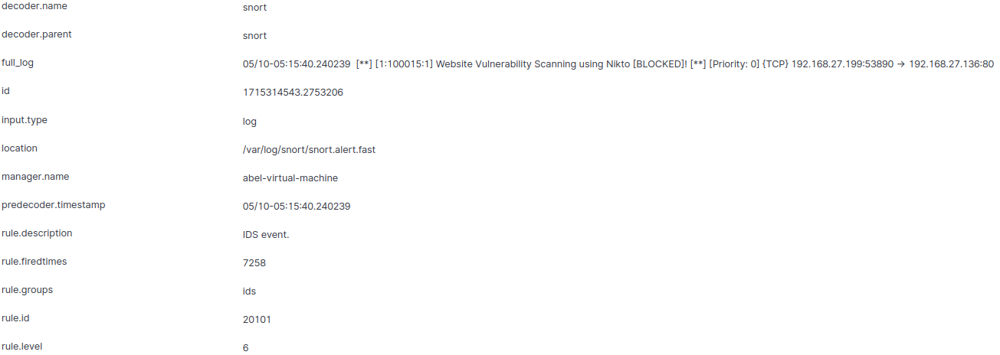 decoder.name snort
decoder.parent snort
full_log 05/10-05:15:40.240239 [**] [1:100015:1] Website Vulnerability Scanning using Nikto [BLOCKED]! [**] [Priority: 0] {TCP} 192.168.27.199:53890 -> 192.168.27.136:80
id 1715314543.2753206
input.type log
location /var/log/snort/snort.alert.fast
manager.name abel-virtual-machine
predecoder.timestamp 05/10-05:15:40.240239
rule.description IDS event.
rule.firedtimes 7258
rule.groups ids
rule.id 20101
rule.level 6